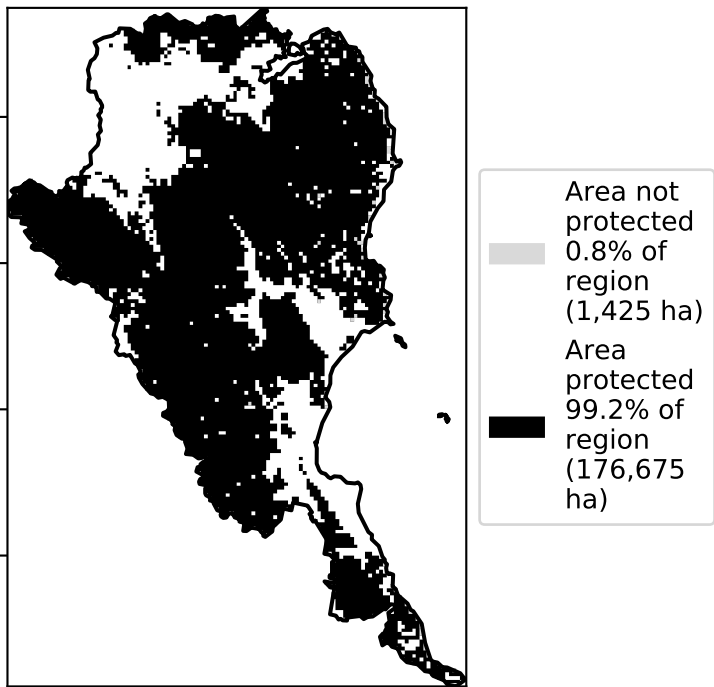 Area not
protected
0.8% of
region
(1,425 ha)
Area
protected
99.2% of
region
(176,675
ha)